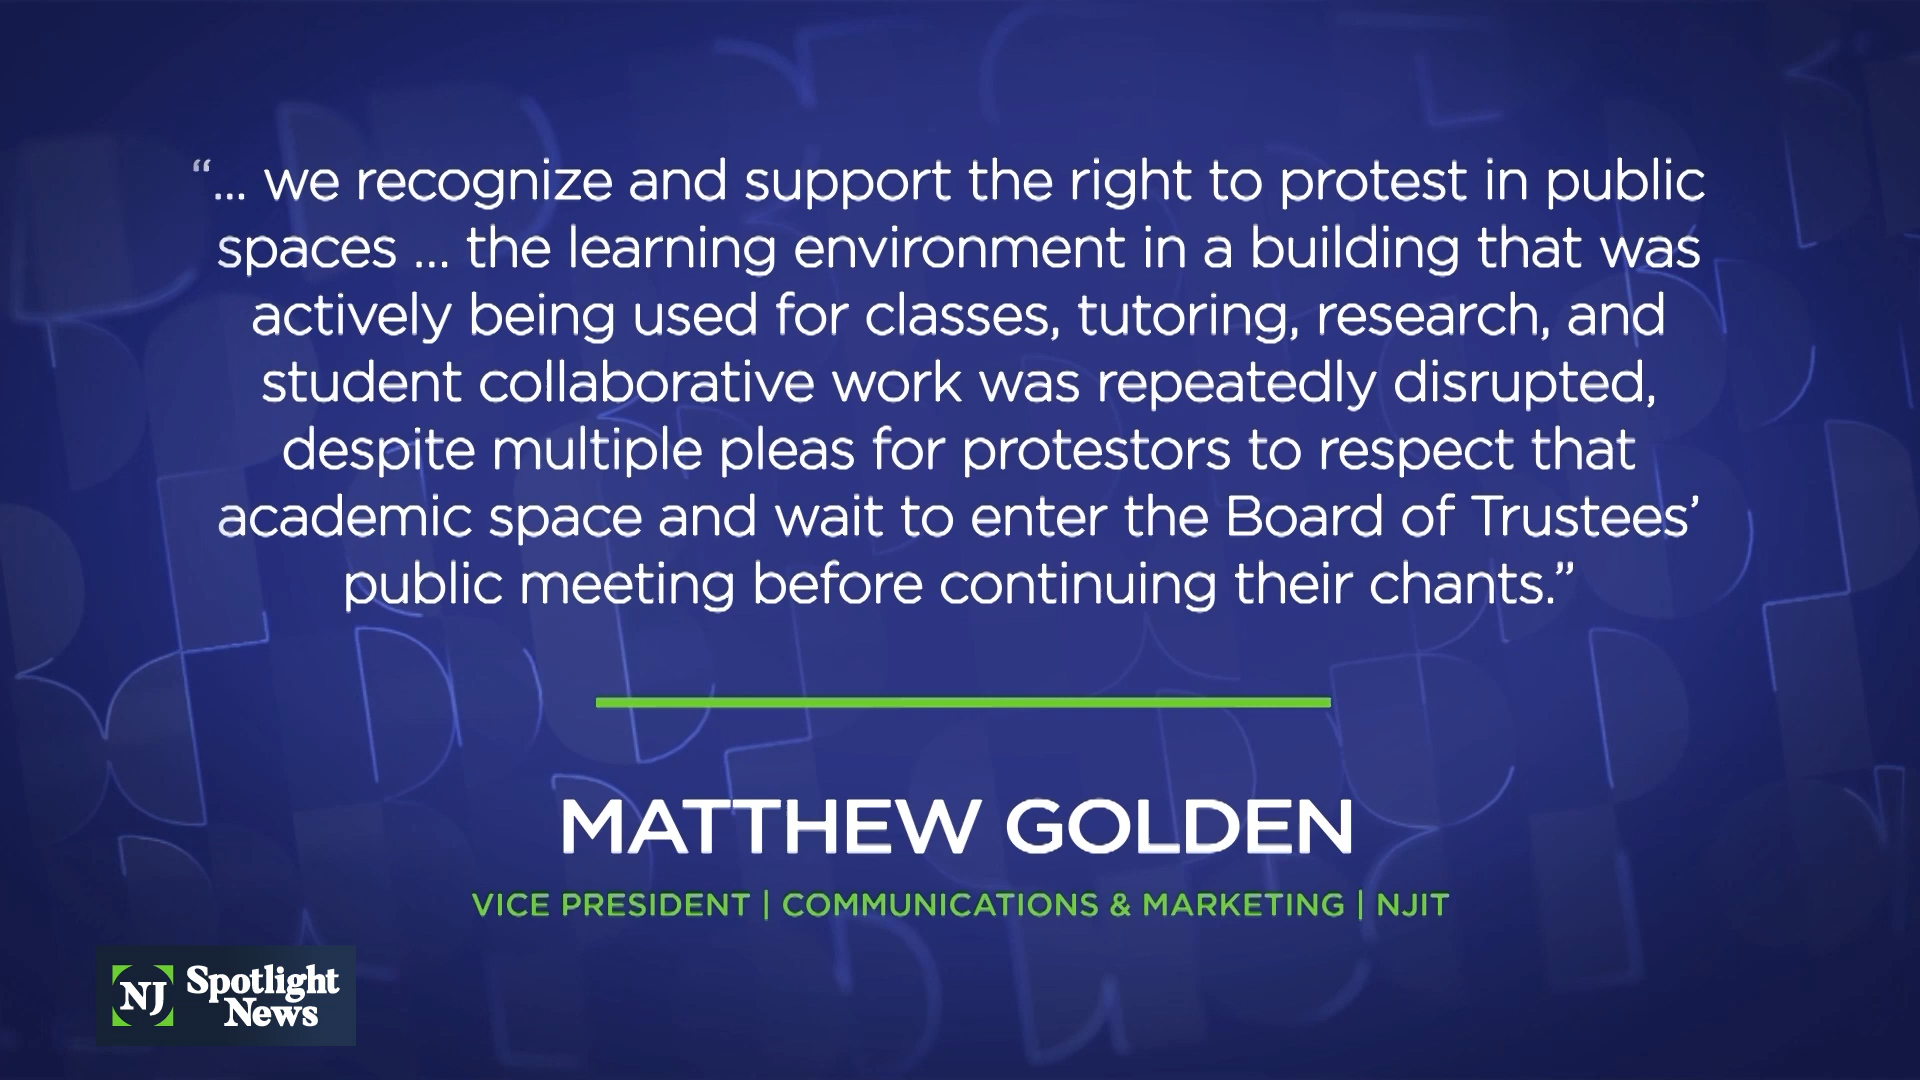 “... we recognize and support the right to protest in public
spaces ... the learning environment in a building that was
actively being used for classes, tutoring, research, and
student collaborative work was repeatedly disrupted,
despite multiple pleas for protestors to respect that
academic space and wait to enter the Board of Trustees’
public meeting before continuing their chants.”
MATTHEW GOLDEN
VICE PRESIDENT | COMMUNICATIONS & MARKETING | NJIT
NJ Spotlight
News